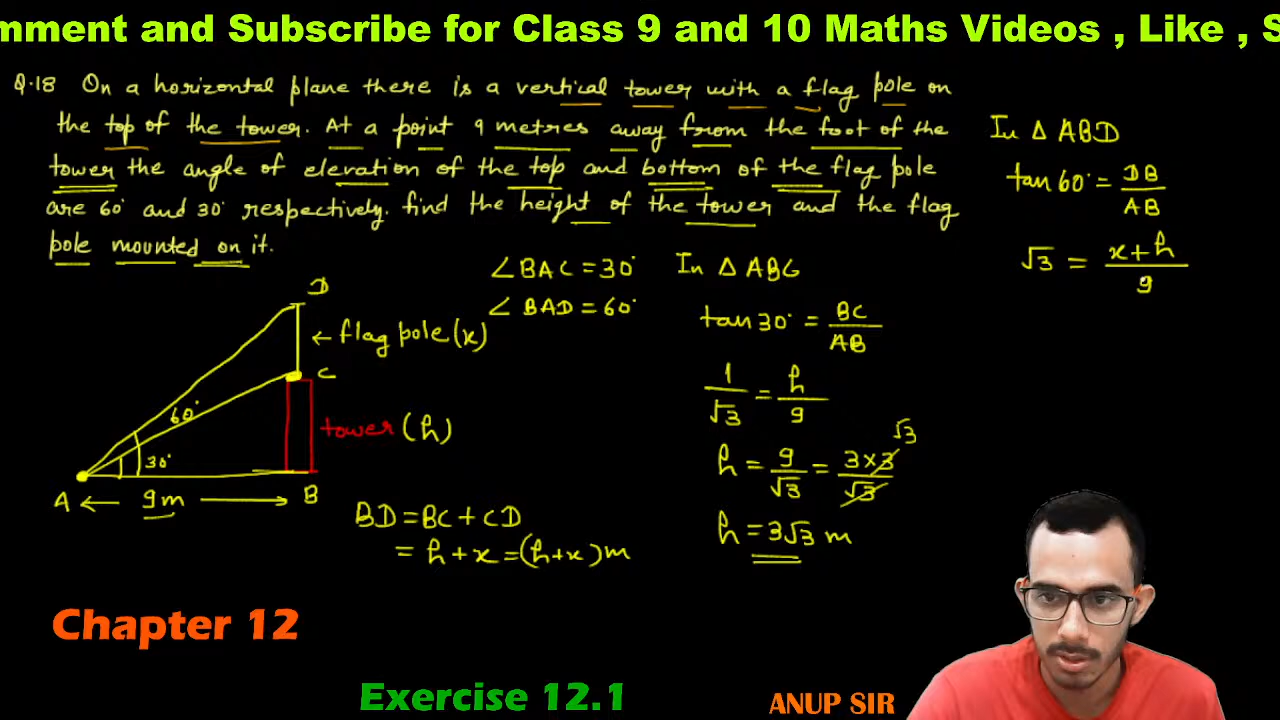 mment and Subscribe for Class 9 and 10 Maths Videos , Like , S
Q.18 On a horizontal plane there is a vertical tower with a flag pole on
the top of the tower. At a point 9 metres away from the foot of the
tower the angle of elevation of the top and bottom of the flag pole
are 60° and 30° respectively. find the height of the tower and the flag
pole mounted on it.
D
← flag pole (x)
C
60°
tower (h)
30°
A ← 9m → B
∠BAC = 30°
∠BAD = 60°
BD = BC + CD
= h + x = (h+x) m
In Δ ABC
tan 30° = BC/AB
1/√3 = h/9
h = 9/√3 = 3×3/√3 √3
h = 3√3 m
In Δ ABD
tan 60° = DB/AB
√3 = x+h/9
Chapter 12
Exercise 12.1
ANUP SIR